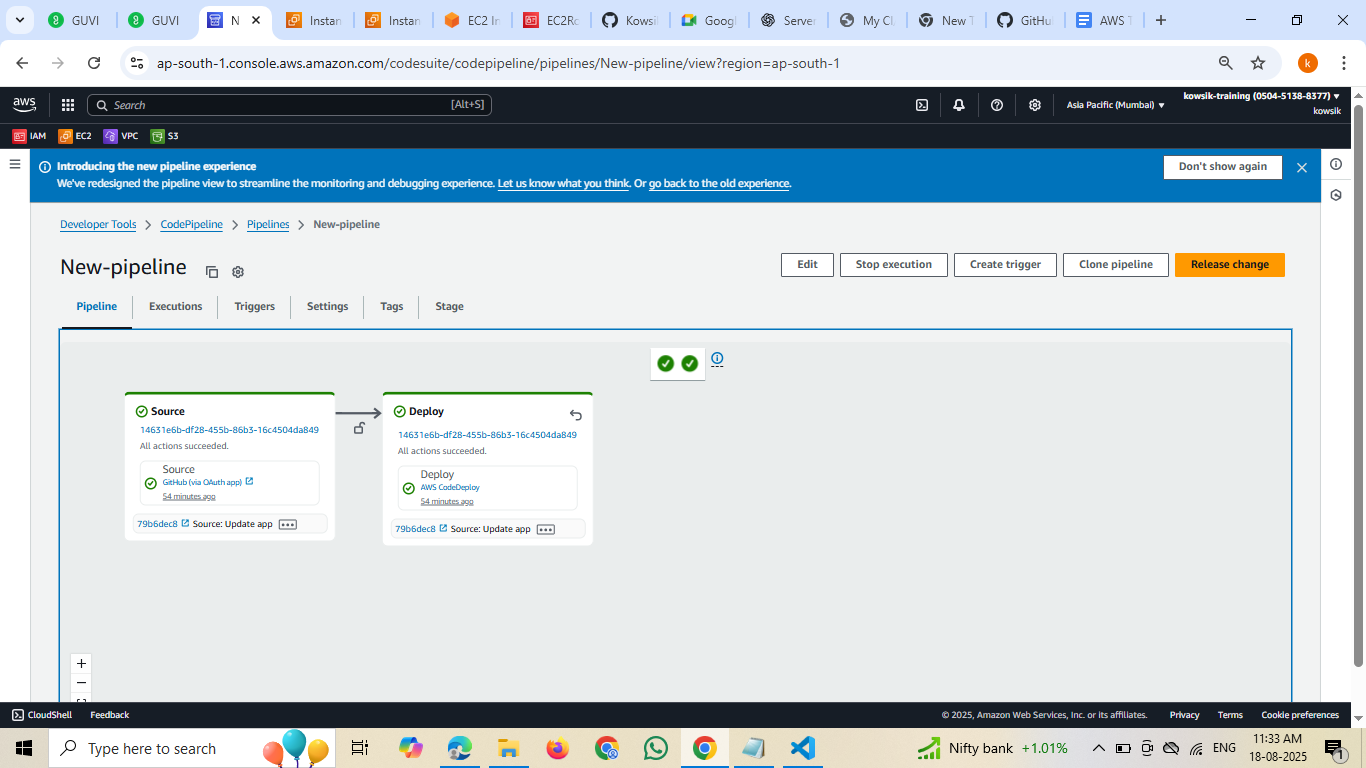 GUVI
GUVI
N
Instan
Instan
EC2 In
EC2Ro
Kowsi
Googl
Server
My Cl
New T
GitHu
AWS T
ap-south-1.console.aws.amazon.com/codesuite/codepipeline/pipelines/New-pipeline/view?region=ap-south-1
k
aws
Search
[Alt+S]
Asia Pacific (Mumbai)
kowsik-training (0504-5138-8377)
kowsik
IAM
EC2
VPC
S3
Introducing the new pipeline experience
We've redesigned the pipeline view to streamline the monitoring and debugging experience. Let us know what you think. Or go back to the old experience.
Don't show again
Developer Tools
CodePipeline
Pipelines
New-pipeline
New-pipeline
Edit
Stop execution
Create trigger
Clone pipeline
Release change
Pipeline
Executions
Triggers
Settings
Tags
Stage
Source
14631e6b-df28-455b-86b3-16c4504da849
All actions succeeded.
Source
GitHub (via OAuth app)
54 minutes ago
79b6dec8 Source: Update app
Deploy
14631e6b-df28-455b-86b3-16c4504da849
All actions succeeded.
Deploy
AWS CodeDeploy
54 minutes ago
79b6dec8 Source: Update app
CloudShell
Feedback
© 2025, Amazon Web Services, Inc. or its affiliates.
Privacy
Terms
Cookie preferences
Type here to search
Nifty bank +1.01%
ENG
11:33 AM
18-08-2025
1